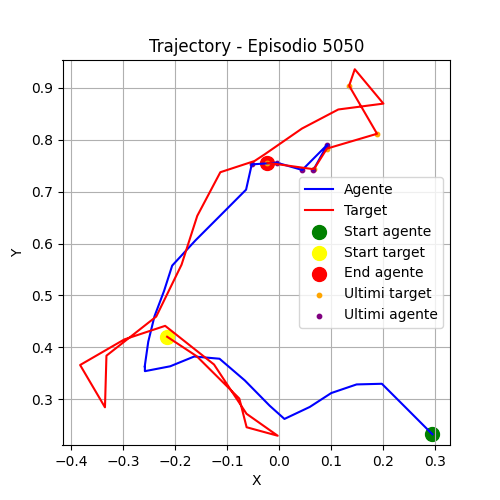 Trajectory - Episodio 5050
0.9
0.8
0.7
0.6
0.5
0.4
0.3
Y
−0.4 −0.3 −0.2 −0.1 0.0 0.1 0.2 0.3
X
Agente
Target
Start agente
Start target
End agente
Ultimi target
Ultimi agente